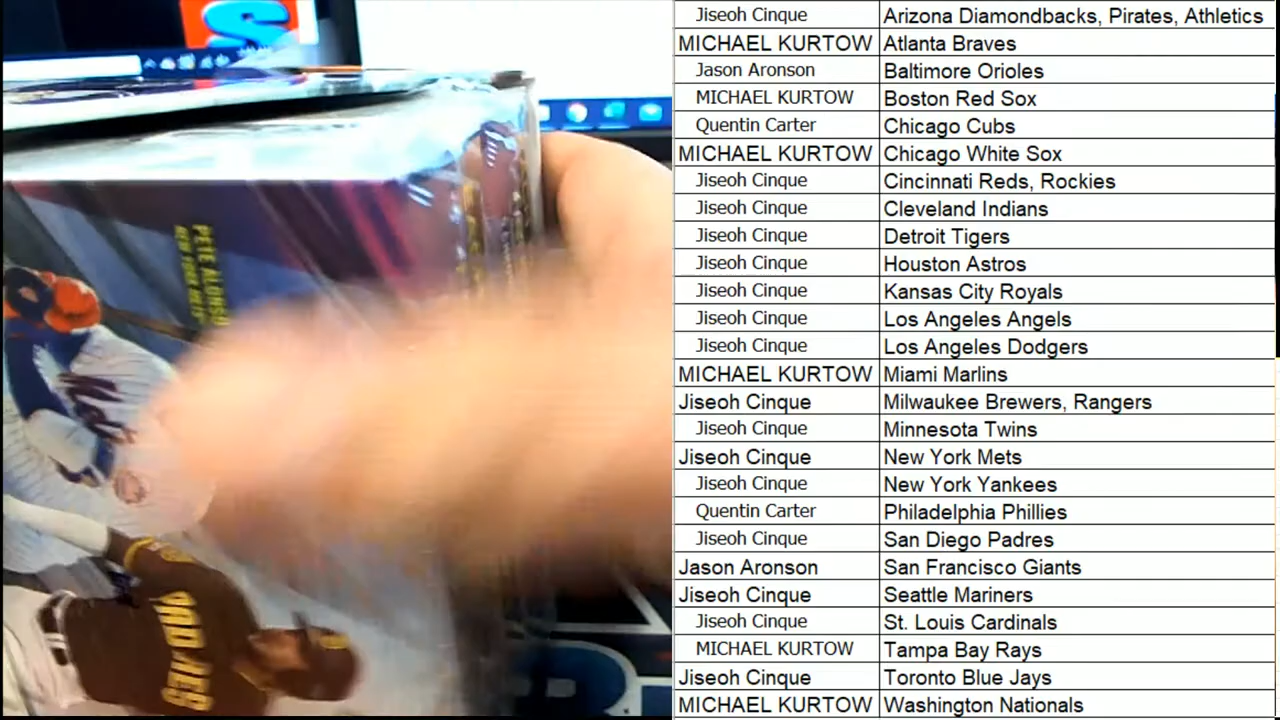 PETE ALONSO
NEW YORK METS
PADRES
Jiseoh Cinque Arizona Diamondbacks, Pirates, Athletics
MICHAEL KURTOW Atlanta Braves
Jason Aronson Baltimore Orioles
MICHAEL KURTOW Boston Red Sox
Quentin Carter Chicago Cubs
MICHAEL KURTOW Chicago White Sox
Jiseoh Cinque Cincinnati Reds, Rockies
Jiseoh Cinque Cleveland Indians
Jiseoh Cinque Detroit Tigers
Jiseoh Cinque Houston Astros
Jiseoh Cinque Kansas City Royals
Jiseoh Cinque Los Angeles Angels
Jiseoh Cinque Los Angeles Dodgers
MICHAEL KURTOW Miami Marlins
Jiseoh Cinque Milwaukee Brewers, Rangers
Jiseoh Cinque Minnesota Twins
Jiseoh Cinque New York Mets
Jiseoh Cinque New York Yankees
Quentin Carter Philadelphia Phillies
Jiseoh Cinque San Diego Padres
Jason Aronson San Francisco Giants
Jiseoh Cinque Seattle Mariners
Jiseoh Cinque St. Louis Cardinals
MICHAEL KURTOW Tampa Bay Rays
Jiseoh Cinque Toronto Blue Jays
MICHAEL KURTOW Washington Nationals